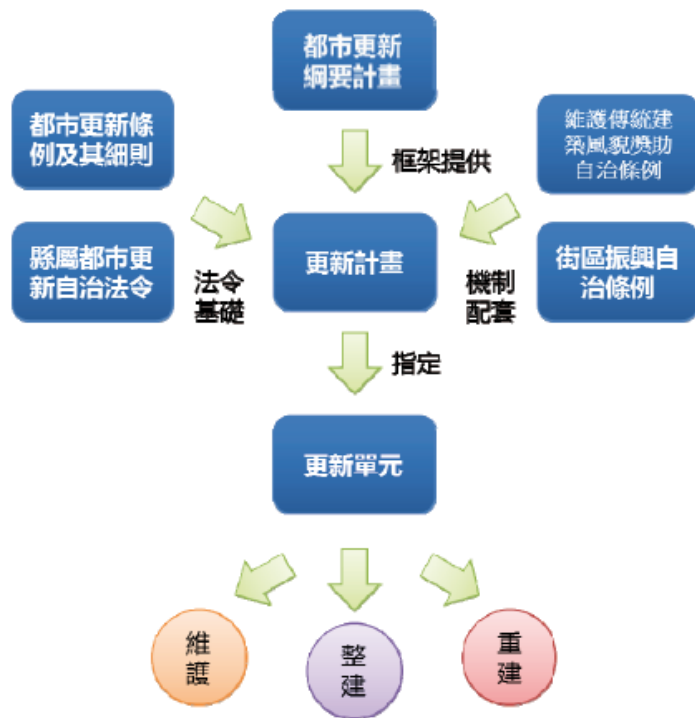 都市更新
綱要計畫
都市更新條
例及其細則
維護傳統建
築風貌獎助
自治條例
框架提供
縣屬都市更
新自治法令
法令
基礎
更新計畫
機制
配套
街區振興自
治條例
指定
更新單元
維
護
整
建
重
建